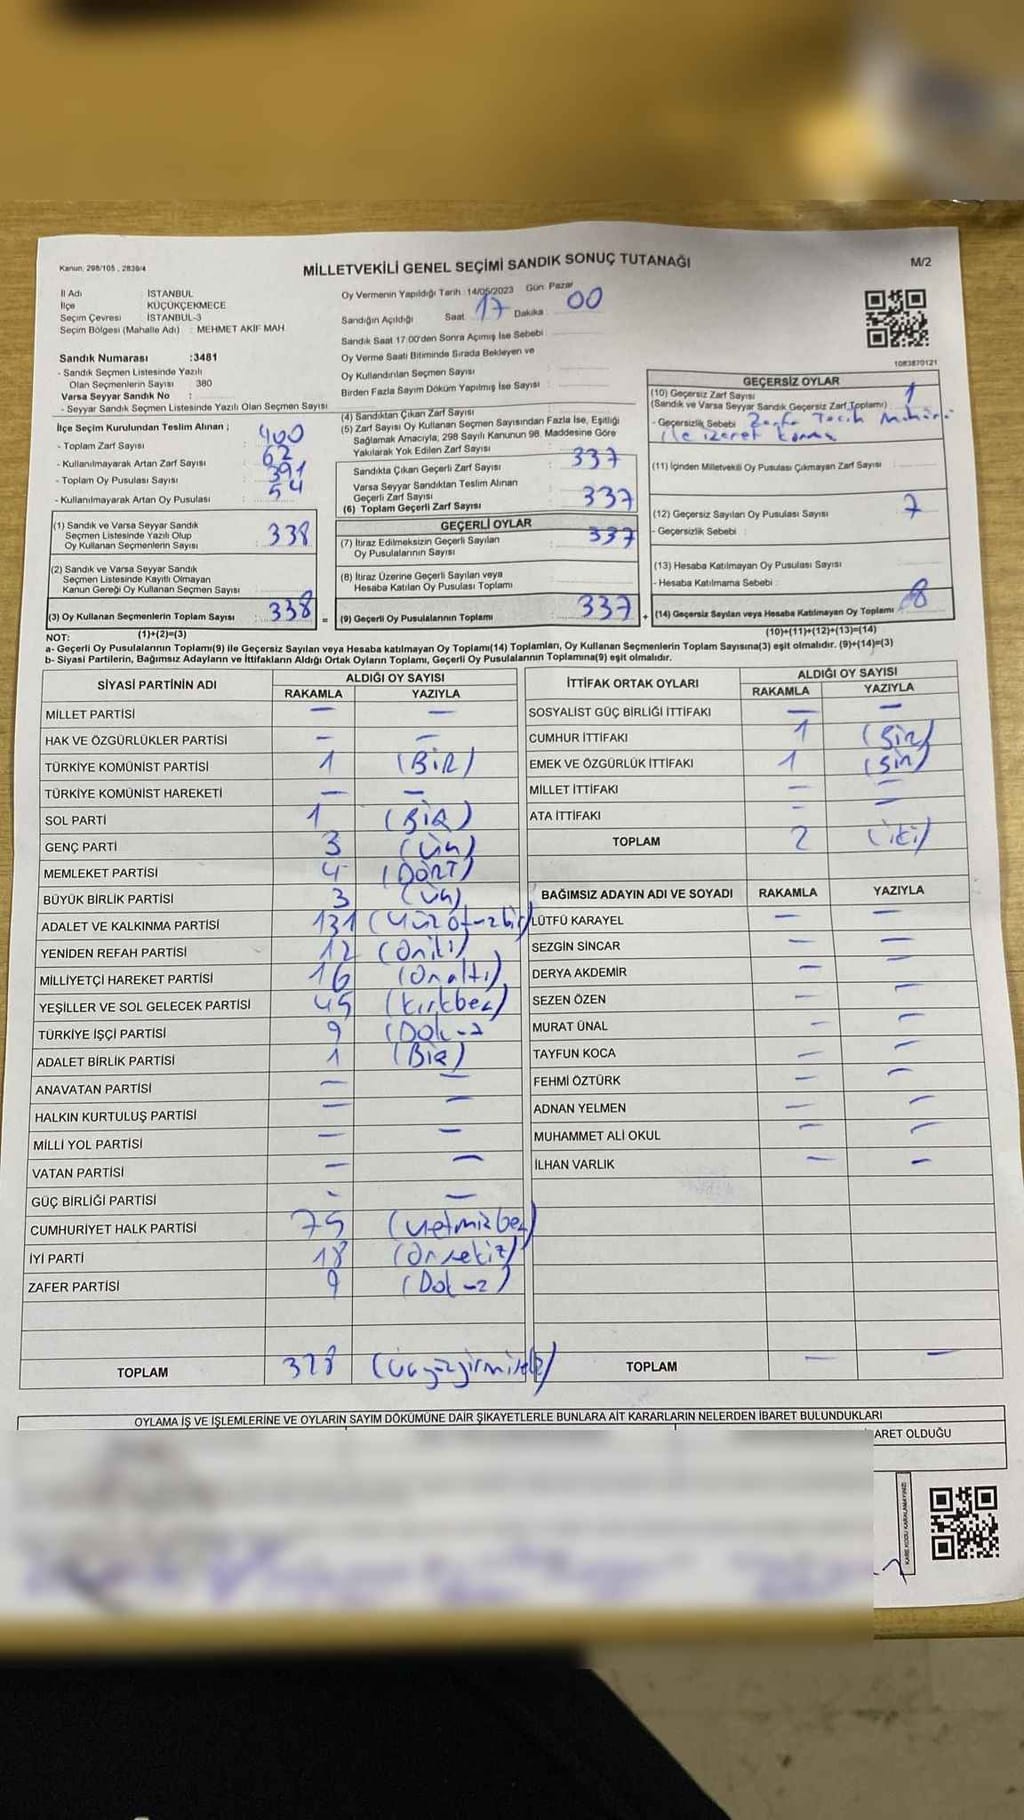 Kanun: 298/105 , 2839/4
MİLLETVEKİLİ GENEL SEÇİMİ SANDIK SONUÇ TUTANAĞI
M/2
İl Adı : İSTANBUL
İlçe : KÜÇÜKÇEKMECE
Seçim Çevresi : İSTANBUL-3
Seçim Bölgesi (Mahalle Adı) : MEHMET AKİF MAH
Sandık Numarası :3481
- Sandık Seçmen Listesinde Yazılı
Olan Seçmenlerin Sayısı : 380
Varsa Seyyar Sandık No :
- Seyyar Sandık Seçmen Listesinde Yazılı Olan Seçmen Sayısı
İlçe Seçim Kurulundan Teslim Alınan ;
- Toplam Zarf Sayısı : 400
- Kullanılmayarak Artan Zarf Sayısı : 62
- Toplam Oy Pusulası Sayısı : 391
- Kullanılmayarak Artan Oy Pusulası : 54
(1) Sandık ve Varsa Seyyar Sandık
Seçmen Listesinde Yazılı Olup
Oy Kullanan Seçmenlerin Sayısı : 338
(2) Sandık ve Varsa Seyyar Sandık
Seçmen Listesinde Kayıtlı Olmayan
Kanun Gereği Oy Kullanan Seçmen Sayısı :
(3) Oy Kullanan Seçmenlerin Toplam Sayısı : 338 =
(1)+(2)=(3)
Oy Vermenin Yapıldığı Tarih :14/05/2023 Gün: Pazar
Sandığın Açıldığı Saat : 17 Dakika : 00
Sandık Saat 17:00'den Sonra Açımış İse Sebebi :
Oy Verme Saati Bitiminde Sırada Bekleyen ve
Oy Kullandırılan Seçmen Sayısı :
Birden Fazla Sayım Döküm Yapılmış İse Sayısı :
(4) Sandıktan Çıkan Zarf Sayısı :
(5) Zarf Sayısı Oy Kullanan Seçmen Sayısından Fazla İse, Eşitliği
Sağlamak Amacıyla, 298 Sayılı Kanunun 98. Maddesine Göre
Yakılarak Yok Edilen Zarf Sayısı :
Sandıkta Çıkan Geçerli Zarf Sayısı : 337
Varsa Seyyar Sandıktan Teslim Alınan
Geçerli Zarf Sayısı :
(6) Toplam Geçerli Zarf Sayısı : 337
GEÇERLİ OYLAR
(7) İtiraz Edilmeksizin Geçerli Sayılan
Oy Pusulalarının Sayısı : 337
(8) İtiraz Üzerine Geçerli Sayılan veya
Hesaba Katılan Oy Pusulası Toplamı :
(9) Geçerli Oy Pusulalarının Toplamı : 337 +
1083870121
GEÇERSİZ OYLAR
(10) Geçersiz Zarf Sayısı
(Sandık ve Varsa Seyyar Sandık Geçersiz Zarf Toplamı) : 1
- Geçersizlik Sebebi : Zarfa Tercih Mührü
ile işaret
(11) İçinden Milletvekili Oy Pusulası Çıkmayan Zarf Sayısı :
(12) Geçersiz Sayılan Oy Pusulası Sayısı : 7
- Geçersizlik Sebebi :
(13) Hesaba Katılmayan Oy Pusulası Sayısı :
- Hesaba Katılmama Sebebi :
(14) Geçersiz Sayılan veya Hesaba Katılmayan Oy Toplamı : 8
(10)+(11)+(12)+(13)=(14)
NOT:
a- Geçerli Oy Pusulalarının Toplamı(9) ile Geçersiz Sayılan veya Hesaba katılmayan Oy Toplamı(14) Toplamları, Oy Kullanan Seçmenlerin Toplam Sayısına(3) eşit olmalıdır. (9)+(14)=(3)
b- Siyasi Partilerin, Bağımsız Adayların ve İttifakların Aldığı Ortak Oyların Toplamı, Geçerli Oy Pusulalarının Toplamına(9) eşit olmalıdır.
SİYASİ PARTİNİN ADI ALDIĞI OY SAYISI
RAKAMLA YAZIYLA
MİLLET PARTİSİ — —
HAK VE ÖZGÜRLÜKLER PARTİSİ — —
TÜRKİYE KOMÜNİST PARTİSİ 1 (BİR)
TÜRKİYE KOMÜNİST HAREKETİ — —
SOL PARTİ 1 (BİR)
GENÇ PARTİ 3 (üç)
MEMLEKET PARTİSİ 4 (DÖRT)
BÜYÜK BİRLİK PARTİSİ 3 (üç)
ADALET VE KALKINMA PARTİSİ 131 (Yüzotuzbir)
YENİDEN REFAH PARTİSİ 12 (Oniki)
MİLLİYETÇİ HAREKET PARTİSİ 16 (Onaltı)
YEŞİLLER VE SOL GELECEK PARTİSİ 45 (Kırkbeş)
TÜRKİYE İŞÇİ PARTİSİ 9 (Dokuz)
ADALET BİRLİK PARTİSİ 1 (BİR)
ANAVATAN PARTİSİ — —
HALKIN KURTULUŞ PARTİSİ — —
MİLLİ YOL PARTİSİ — —
VATAN PARTİSİ — —
GÜÇ BİRLİĞİ PARTİSİ — —
CUMHURİYET HALK PARTİSİ 75 (Yetmişbeş)
İYİ PARTİ 18 (Onsekiz)
ZAFER PARTİSİ 9 (Dokuz)
TOPLAM 328 (üçyüzyirmisekiz)
İTTİFAK ORTAK OYLARI ALDIĞI OY SAYISI
RAKAMLA YAZIYLA
SOSYALİST GÜÇ BİRLİĞİ İTTİFAKI — —
CUMHUR İTTİFAKI 1 (Bir)
EMEK VE ÖZGÜRLÜK İTTİFAKI 1 (Bir)
MİLLET İTTİFAKI — —
ATA İTTİFAKI — —
TOPLAM 2 (iki)
BAĞIMSIZ ADAYIN ADI VE SOYADI RAKAMLA YAZIYLA
LÜTFÜ KARAYEL — —
SEZGİN SİNCAR — —
DERYA AKDEMİR — —
SEZEN ÖZEN — —
MURAT ÜNAL — —
TAYFUN KOCA — —
FEHMİ ÖZTÜRK — —
ADNAN YELMEN — —
MUHAMMET ALİ OKUL — —
İLHAN VARLIK — —
TOPLAM — —
OYLAMA İŞ VE İŞLEMLERİNE VE OYLARIN SAYIM DÖKÜMÜNE DAİR ŞİKAYETLERLE BUNLARA AİT KARARLARIN NELERDEN İBARET BULUNDUKLARI
ARET OLDUĞU
KARE KODU KARALAMAYINIZ!